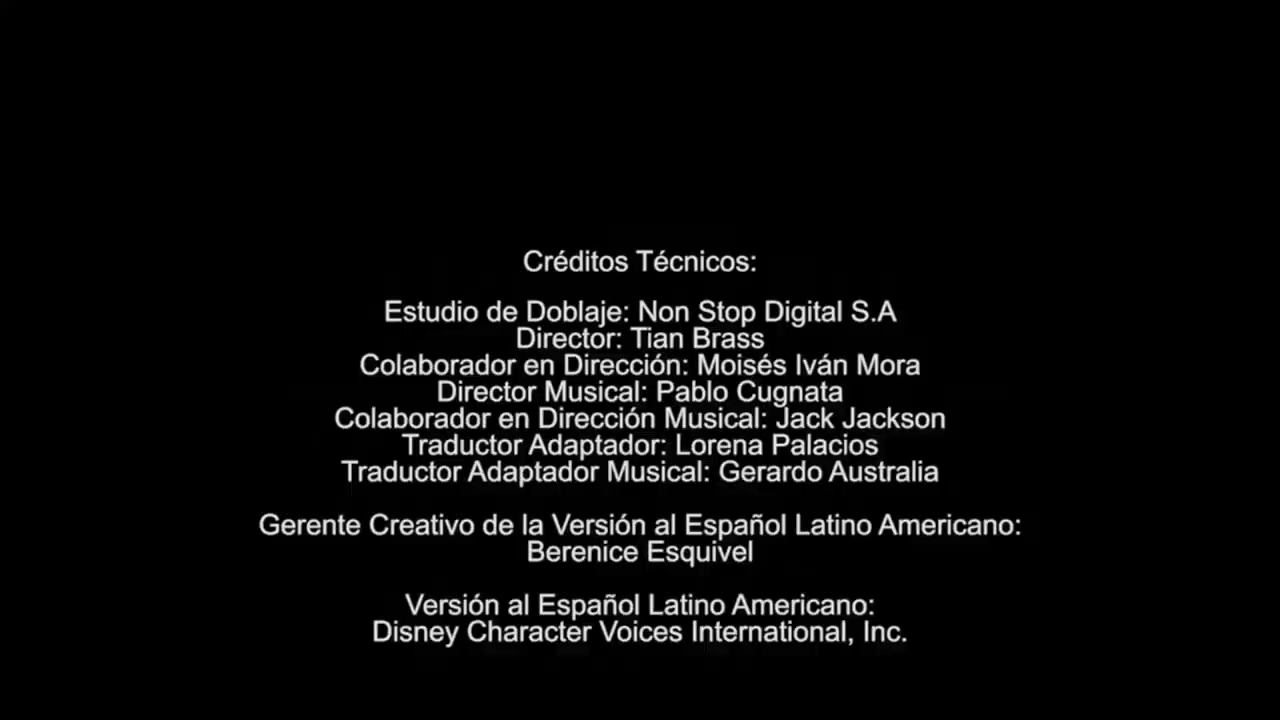 Créditos Técnicos:
Estudio de Doblaje: Non Stop Digital S.A
Director: Tian Brass
Colaborador en Dirección: Moisés Iván Mora
Director Musical: Pablo Cugnata
Colaborador en Dirección Musical: Jack Jackson
Traductor Adaptador: Lorena Palacios
Traductor Adaptador Musical: Gerardo Australia
Gerente Creativo de la Versión al Español Latino Americano:
Berenice Esquivel
Versión al Español Latino Americano:
Disney Character Voices International, Inc.